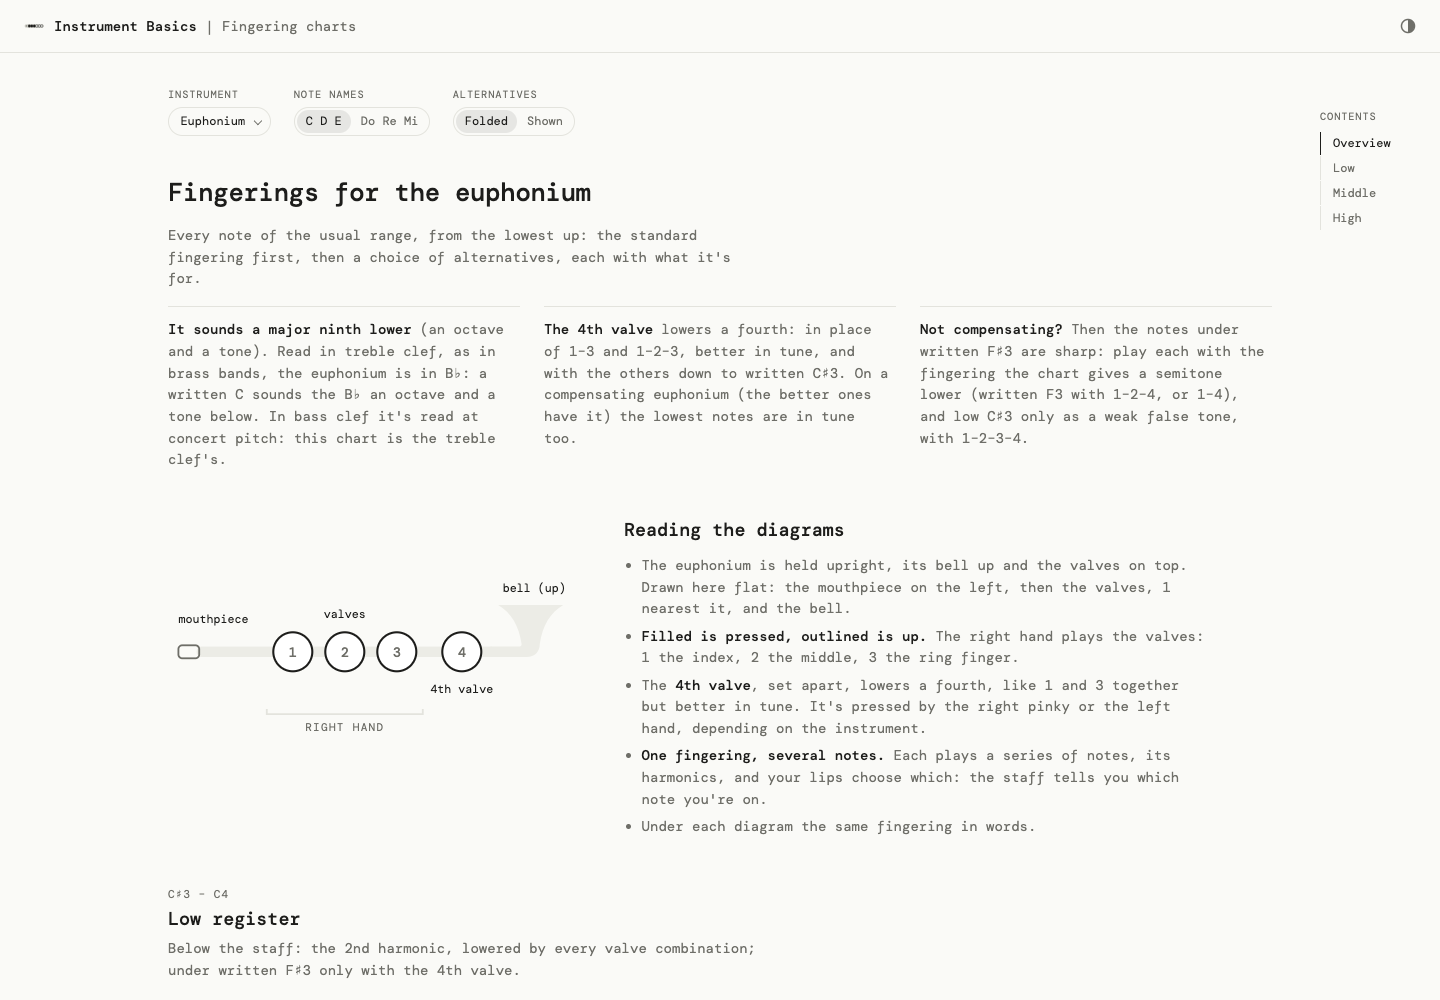 Instrument Basics | Fingering charts
INSTRUMENT
Euphonium
NOTE NAMES
C D E Do Re Mi
ALTERNATIVES
Folded Shown
CONTENTS
Overview
Low
Middle
High
Fingerings for the euphonium
Every note of the usual range, from the lowest up: the standard
fingering first, then a choice of alternatives, each with what it's
for.
It sounds a major ninth lower (an octave
and a tone). Read in treble clef, as in
brass bands, the euphonium is in B♭: a
written C sounds the B♭ an octave and a
tone below. In bass clef it's read at
concert pitch: this chart is the treble
clef's.
The 4th valve lowers a fourth: in place
of 1-3 and 1-2-3, better in tune, and
with the others down to written C♯3. On a
compensating euphonium (the better ones
have it) the lowest notes are in tune
too.
Not compensating? Then the notes under
written F♯3 are sharp: play each with the
fingering the chart gives a semitone
lower (written F3 with 1-2-4, or 1-4),
and low C♯3 only as a weak false tone,
with 1-2-3-4.
mouthpiece
valves
bell (up)
1 2 3 4
4th valve
RIGHT HAND
Reading the diagrams
• The euphonium is held upright, its bell up and the valves on top.
Drawn here flat: the mouthpiece on the left, then the valves, 1
nearest it, and the bell.
• Filled is pressed, outlined is up. The right hand plays the valves:
1 the index, 2 the middle, 3 the ring finger.
• The 4th valve, set apart, lowers a fourth, like 1 and 3 together
but better in tune. It's pressed by the right pinky or the left
hand, depending on the instrument.
• One fingering, several notes. Each plays a series of notes, its
harmonics, and your lips choose which: the staff tells you which
note you're on.
• Under each diagram the same fingering in words.
C♯3 – C4
Low register
Below the staff: the 2nd harmonic, lowered by every valve combination;
under written F♯3 only with the 4th valve.